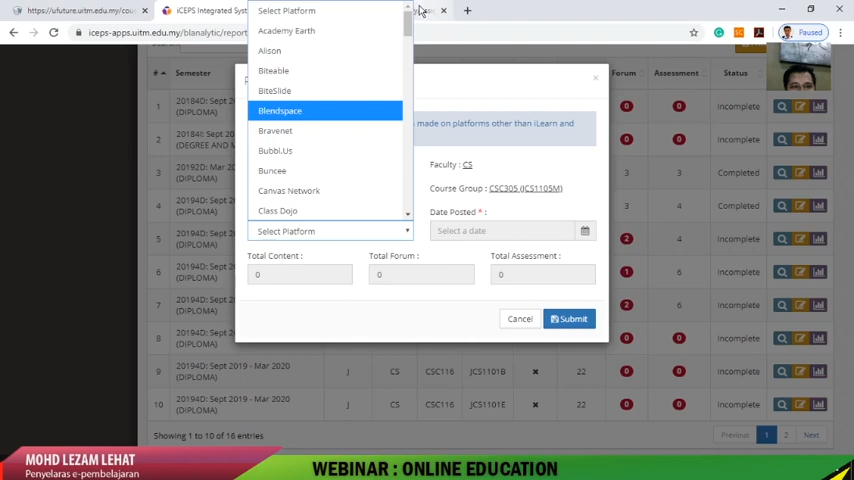 https://ufuture.uitm.edu.my/cou
iCEPS Integrated Sys
Paused
iceps-apps.uitm.edu.my/blanalytic/report
Select Platform
Academy Earth
Alison
Biteable
BiteSlide
Blendspace
Bravenet
Bubbl.Us
Buncee
Canvas Network
Class Dojo
Select Platform
made on platforms other than iLearn and
Faculty : CS
Course Group : CSC305 (JCS1105M)
Date Posted * :
Select a date
Total Content :
Total Forum :
Total Assessment :
0
0
0
Cancel
Submit
#
Semester
Forum
Assessment
Status
1
20184D: Sept 20
(DIPLOMA)
0
0
Incomplete
2
20184I: Sept 20
(DEGREE AND M
0
0
Incomplete
3
20192D: Mar 20
(DIPLOMA)
3
3
Completed
4
20194D: Sept 20
(DIPLOMA)
3
4
Completed
5
20194D: Sept 20
(DIPLOMA)
2
4
Incomplete
6
20194D: Sept 20
(DIPLOMA)
1
6
Incomplete
7
20194D: Sept 20
(DIPLOMA)
2
6
Incomplete
8
20194D: Sept 20
(DIPLOMA)
0
0
Incomplete
9
20194D: Sept 2019 - Mar 2020
(DIPLOMA)
J
CS
CSC116
JCS1101B
22
0
0
Incomplete
10
20194D: Sept 2019 - Mar 2020
(DIPLOMA)
J
CS
CSC116
JCS1101E
22
0
0
Incomplete
Showing 1 to 10 of 16 entries
Previous
1
2
Next
MOHD LEZAM LEHAT
Penyelaras e-pembelajaran
WEBINAR : ONLINE EDUCATION